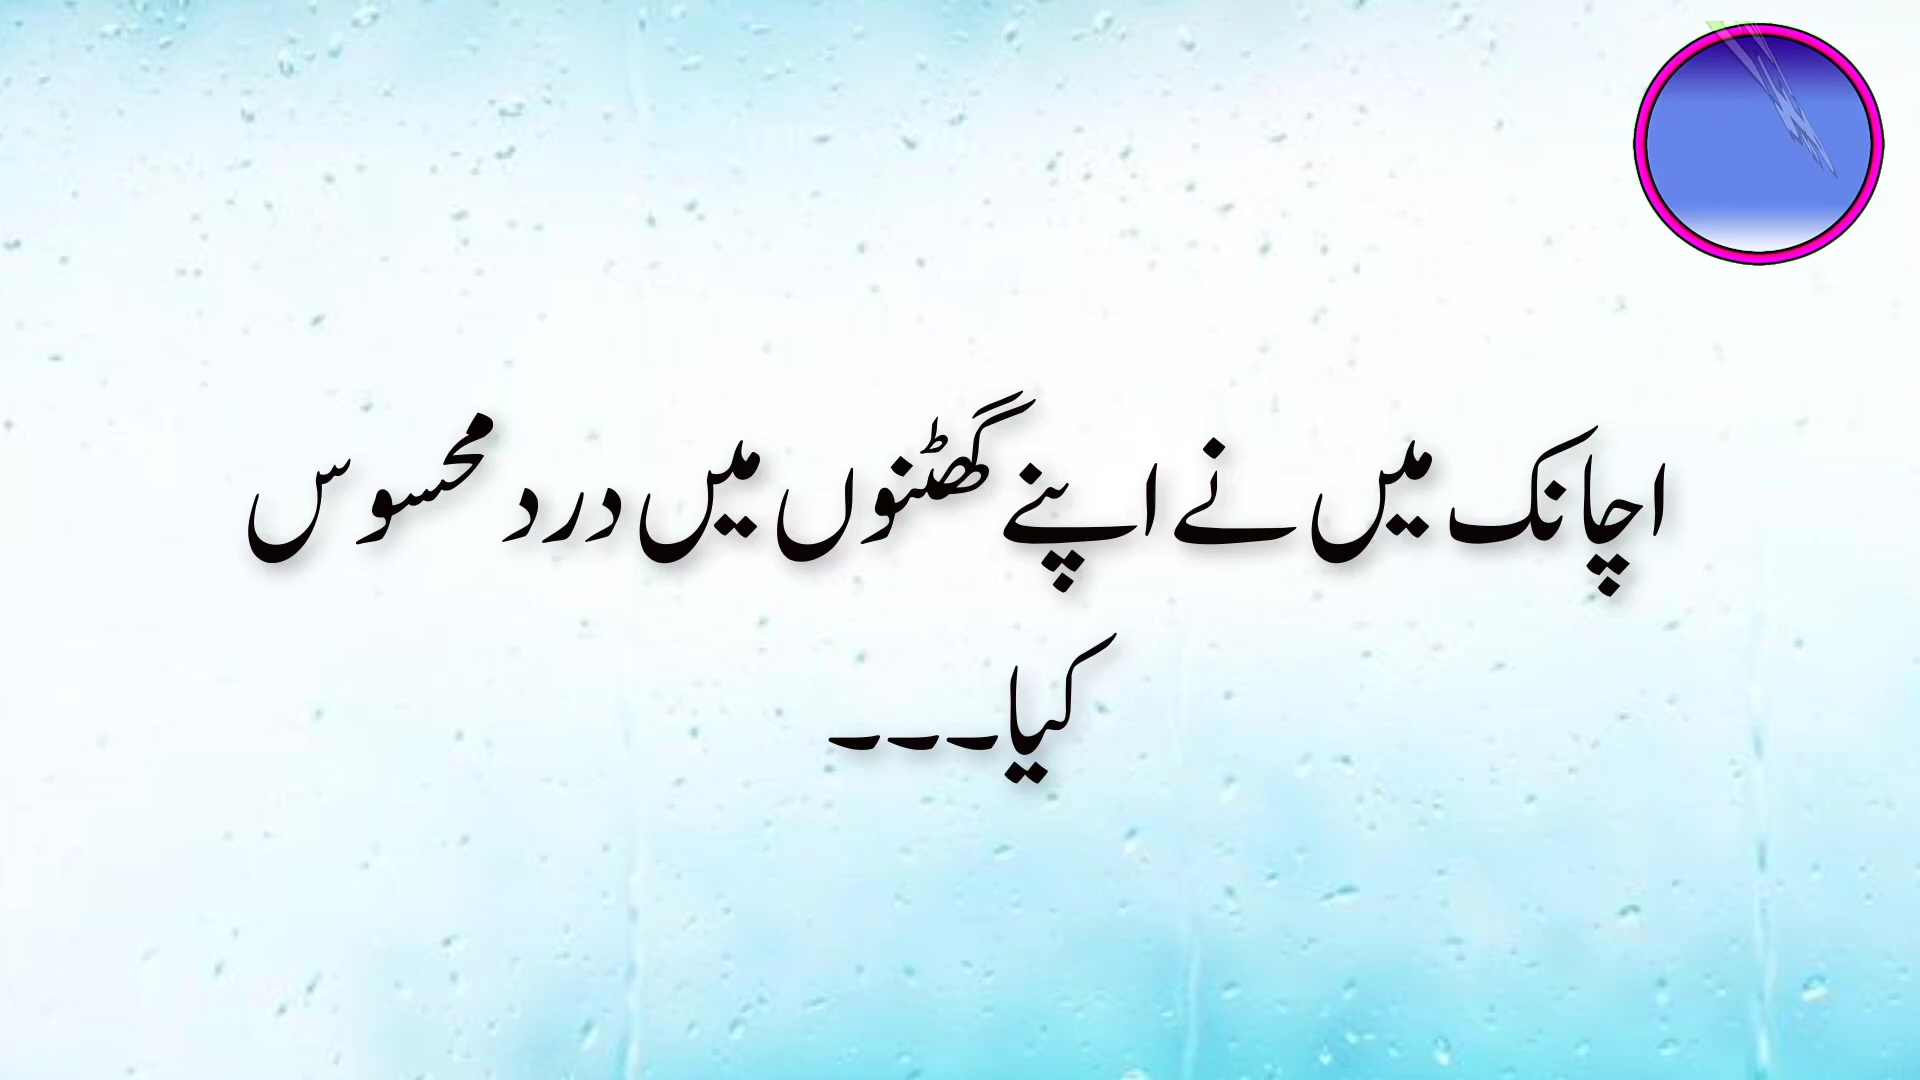 اچانک میں نے اپنے گھٹنوں میں درد محسوس
کیا۔۔۔